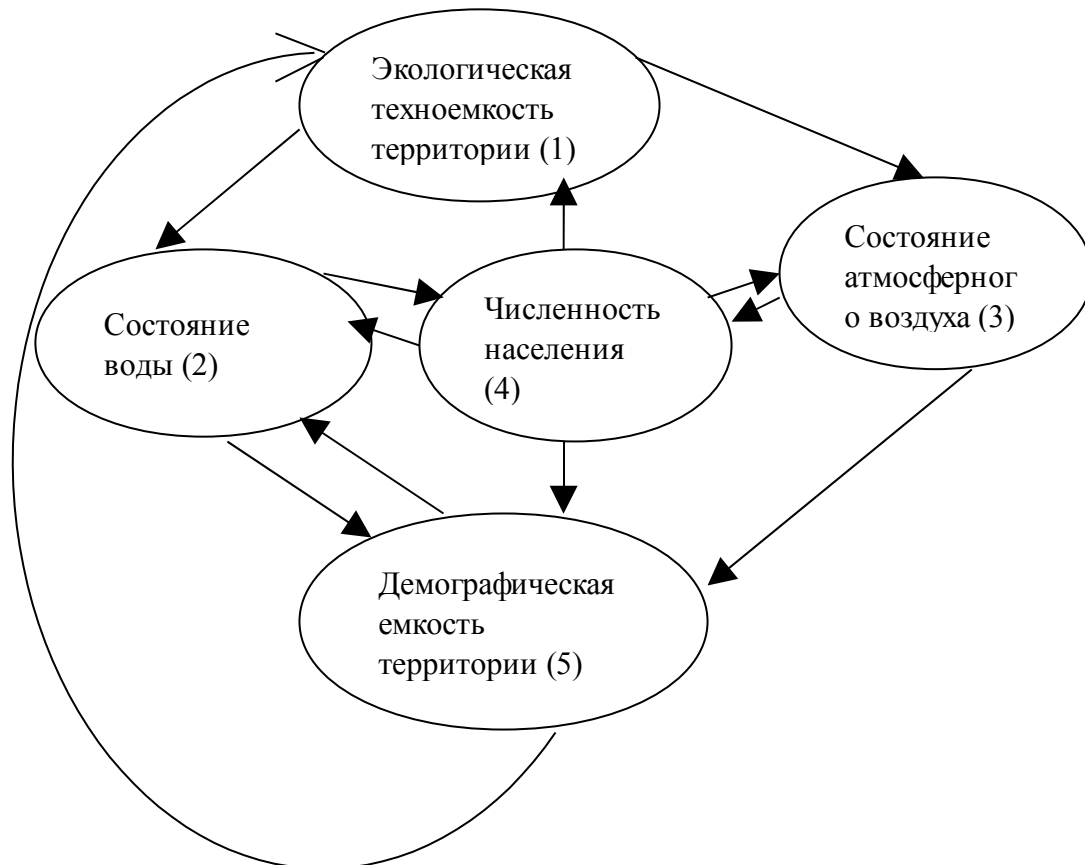 Экологическая
техноемкость
территории (1)
Состояние
атмосферног
о воздуха (3)
Состояние
воды (2)
Численность
населения
(4)
Демографическая
емкость
территории (5)